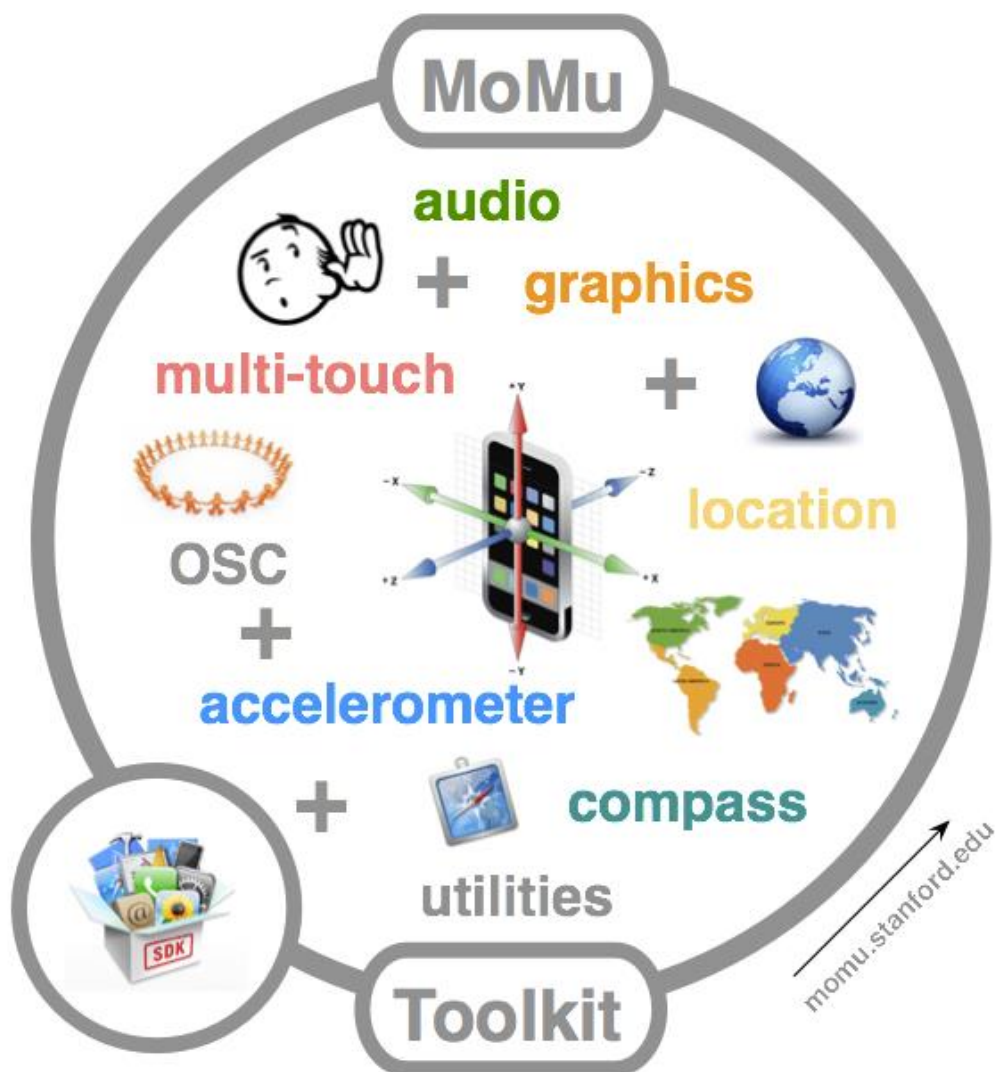 MoMu
audio
graphics
multi-touch
+Y
-X
-Z
location
OSC
+Z
+X
-Y
accelerometer
compass
utilities
SDK
momu.stanford.edu
Toolkit